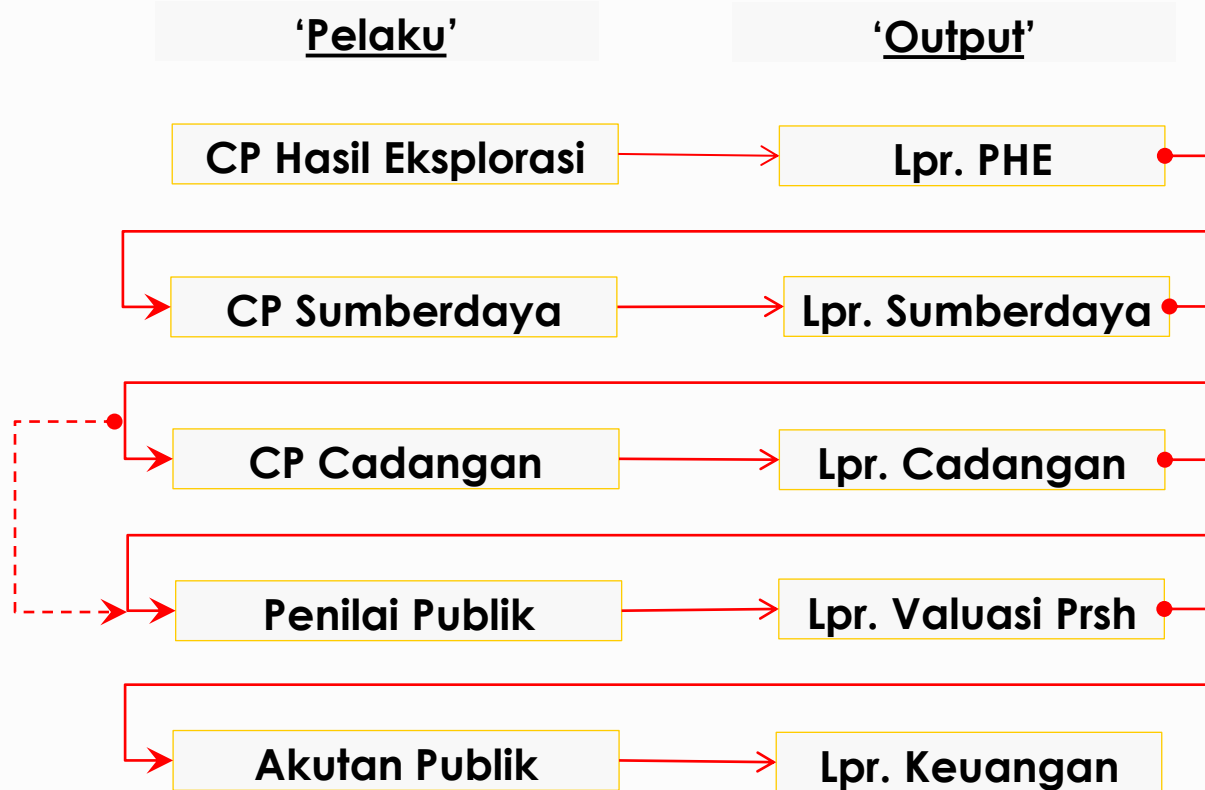 ‘Pelaku’ ‘Output’
CP Hasil Eksplorasi Lpr. PHE
CP Sumberdaya Lpr. Sumberdaya
CP Cadangan Lpr. Cadangan
Penilai Publik Lpr. Valuasi Prsh
Akutan Publik Lpr. Keuangan